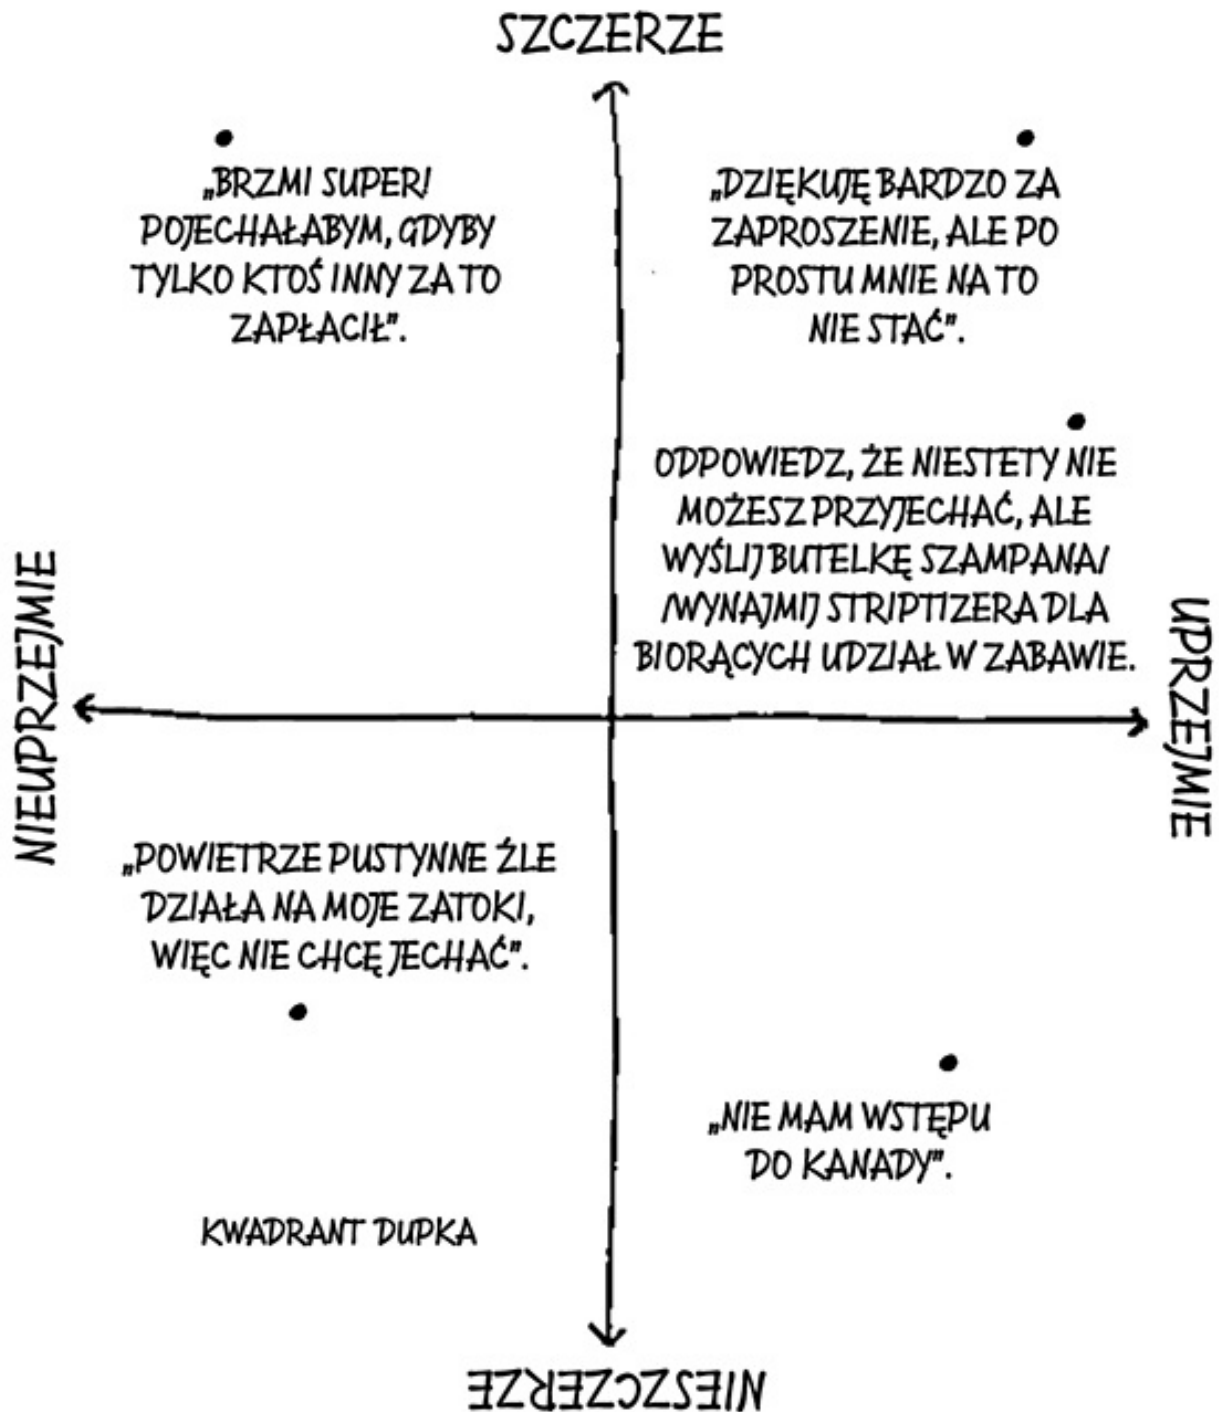 SZCZERZE
„BRZMI SUPER!
POJECHAŁABYM, GDYBY
TYLKO KTOŚ INNY ZA TO
ZAPŁACIŁ”.
„DZIĘKUJĘ BARDZO ZA
ZAPROSZENIE, ALE PO
PROSTU MNIE NA TO
NIE STAĆ”.
ODPOWIEDZ, ŻE NIESTETY NIE
MOŻESZ PRZYJECHAĆ, ALE
WYŚLIJ BUTELKĘ SZAMPANA/
/WYNAJMIJ STRIPTIZERA DLA
BIORĄCYCH UDZIAŁ W ZABAWIE.
NIEUPRZEJMIE
UPRZEJMIE
„POWIETRZE PUSTYNNE ŹLE
DZIAŁA NA MOJE ZATOKI,
WIĘC NIE CHCĘ JECHAĆ”.
„NIE MAM WSTĘPU
DO KANADY”.
KWADRANT DUPKA
NIESZCZERZE